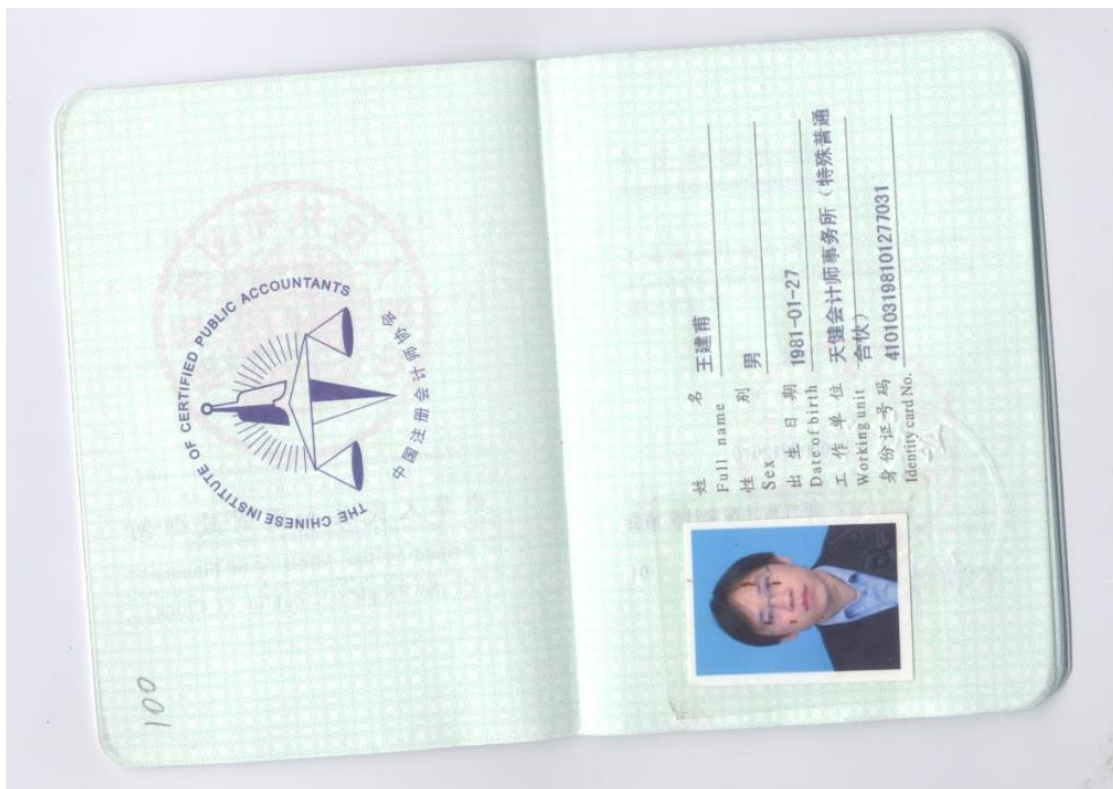 THE CHINESE INSTITUTE OF CERTIFIED PUBLIC ACCOUNTANTS
中国注册会计师协会
001
姓 名 王建甫
Full name
性 别 男
Sex
出 生 日 期 1981-01-27
Date of birth
工 作 单 位 天健会计师事务所（特殊普通
Working unit 合伙）
身份证号码 410103198101277031
Identity card No.